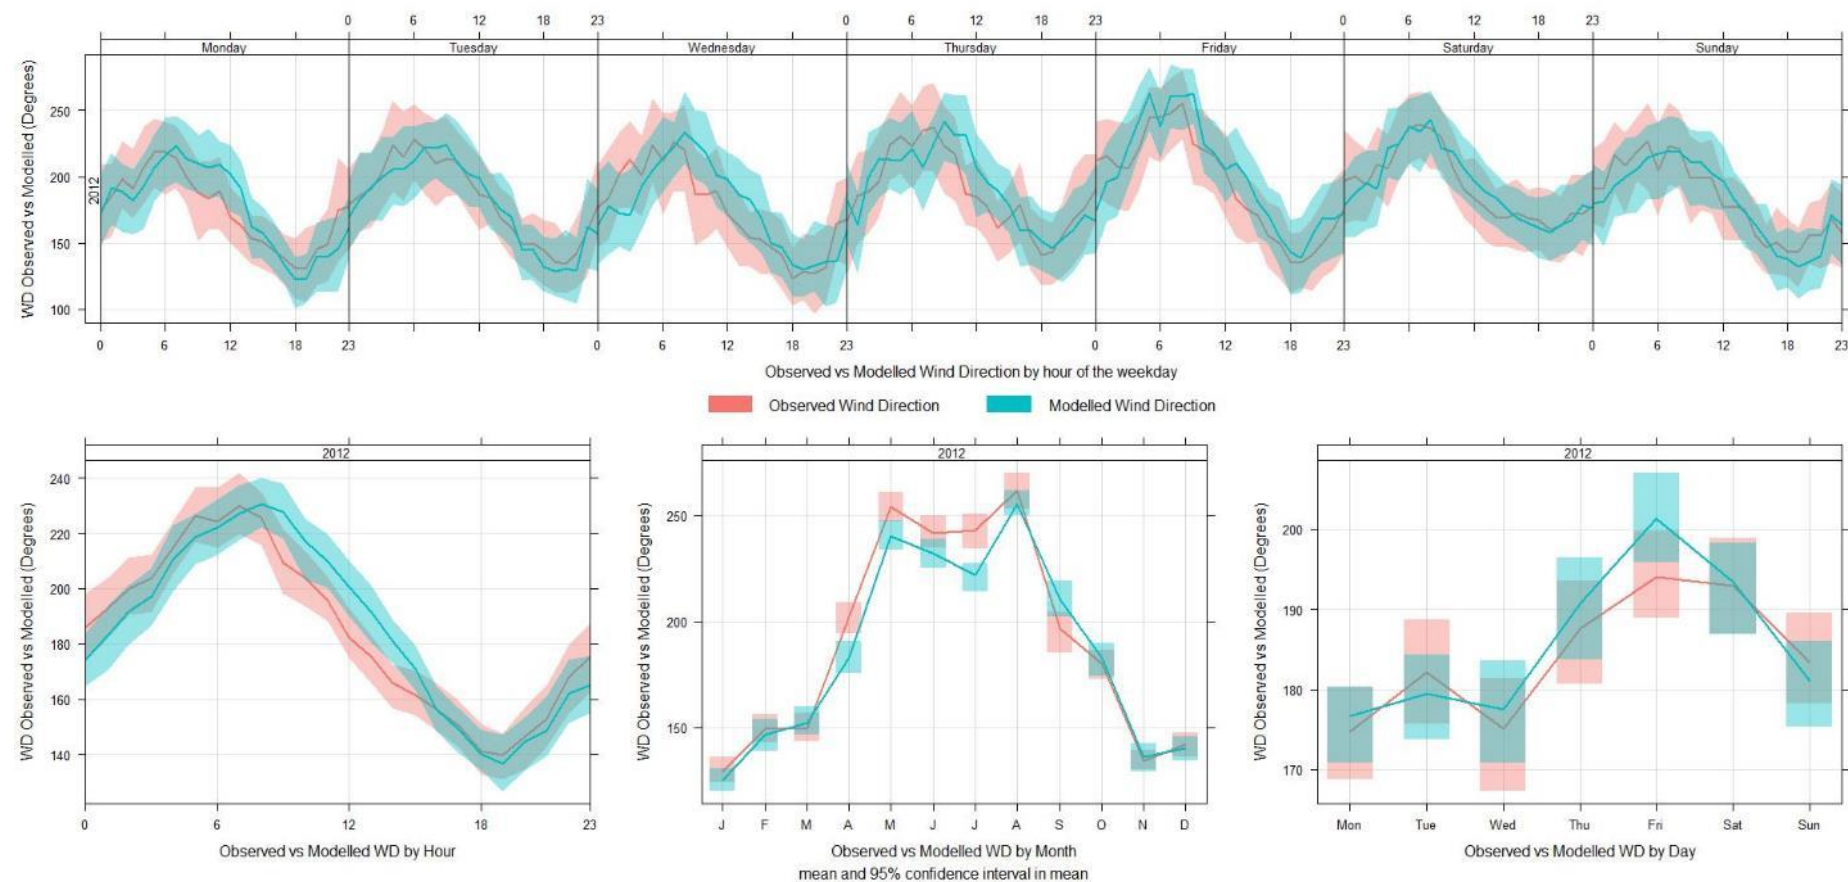 0 6 12 18 23 0 6 12 18 23 0 6 12 18 23
Monday Tuesday Wednesday Thursday Friday Saturday Sunday
WD Observed vs Modelled (Degrees)
250
200
150
100
2012
0 6 12 18 23 0 6 12 18 23 0 6 12 18 23 0 6 12 18 23
Observed vs Modelled Wind Direction by hour of the weekday
Observed Wind Direction Modelled Wind Direction
2012
WD Observed vs Modelled (Degrees)
240
220
200
180
160
140
0 6 12 18 23
Observed vs Modelled WD by Hour
2012
WD Observed vs Modelled (Degrees)
250
200
150
J F M A M J J A S O N D
Observed vs Modelled WD by Month
mean and 95% confidence interval in mean
2012
WD Observed vs Modelled (Degrees)
200
190
180
170
Mon Tue Wed Thu Fri Sat Sun
Observed vs Modelled WD by Day